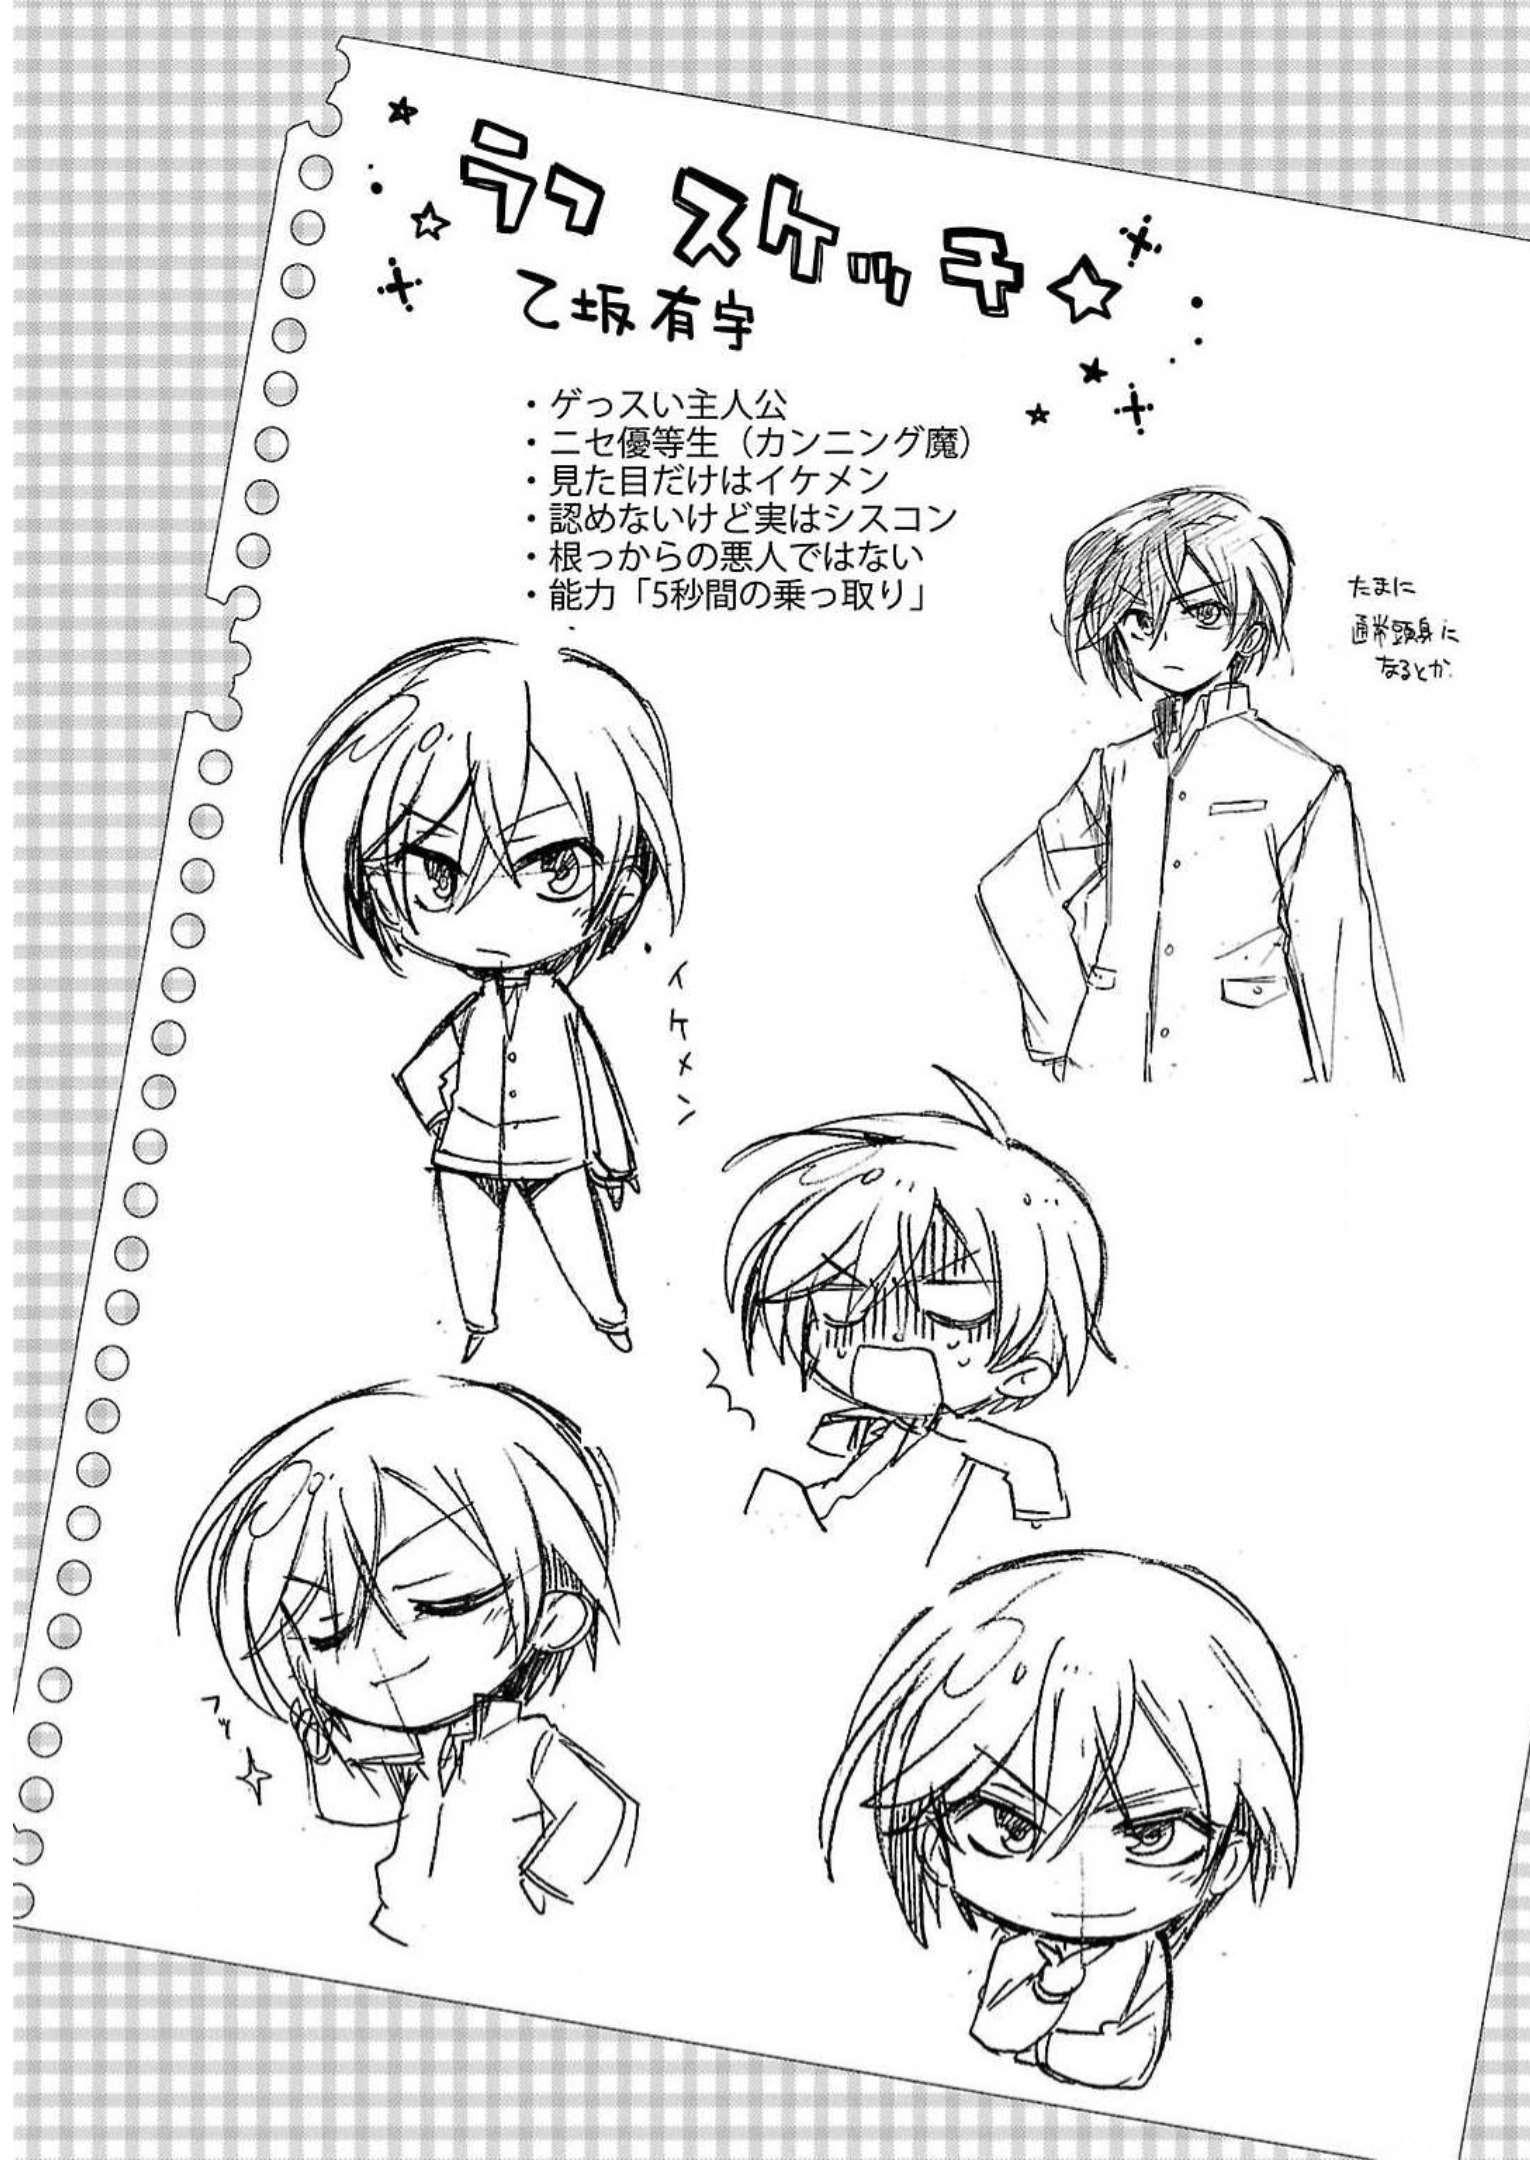 ラフ スケッチ☆
乙坂有宇
・ゲっスい主人公
・ニセ優等生（カンニング魔）
・見た目だけはイケメン
・認めないけど実はシスコン
・根っからの悪人ではない
・能力「5秒間の乗っ取り」
たまに
通常頭身に
なるとか
イケメン
フッ